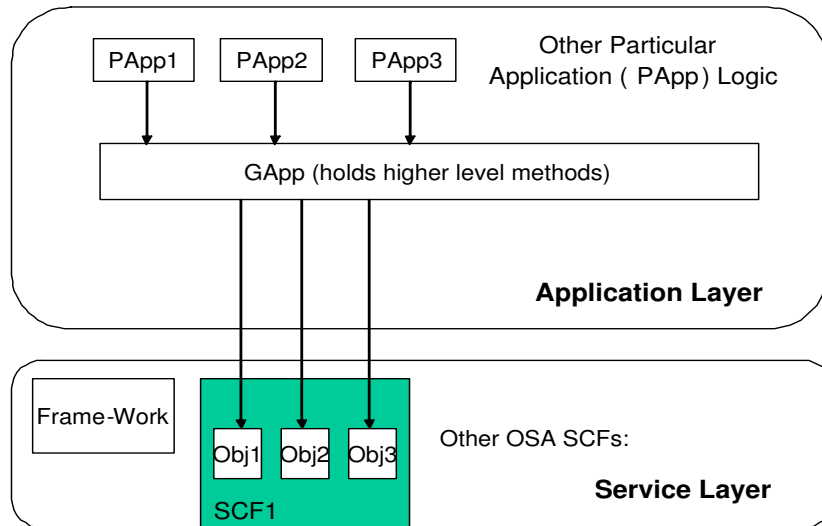 PApp1
PApp2
PApp3
Other Particular
Application ( PApp) Logic
GApp (holds higher level methods)
Application Layer
Frame-Work
Obj1
Obj2
Obj3
SCF1
Other OSA SCFs:
Service Layer